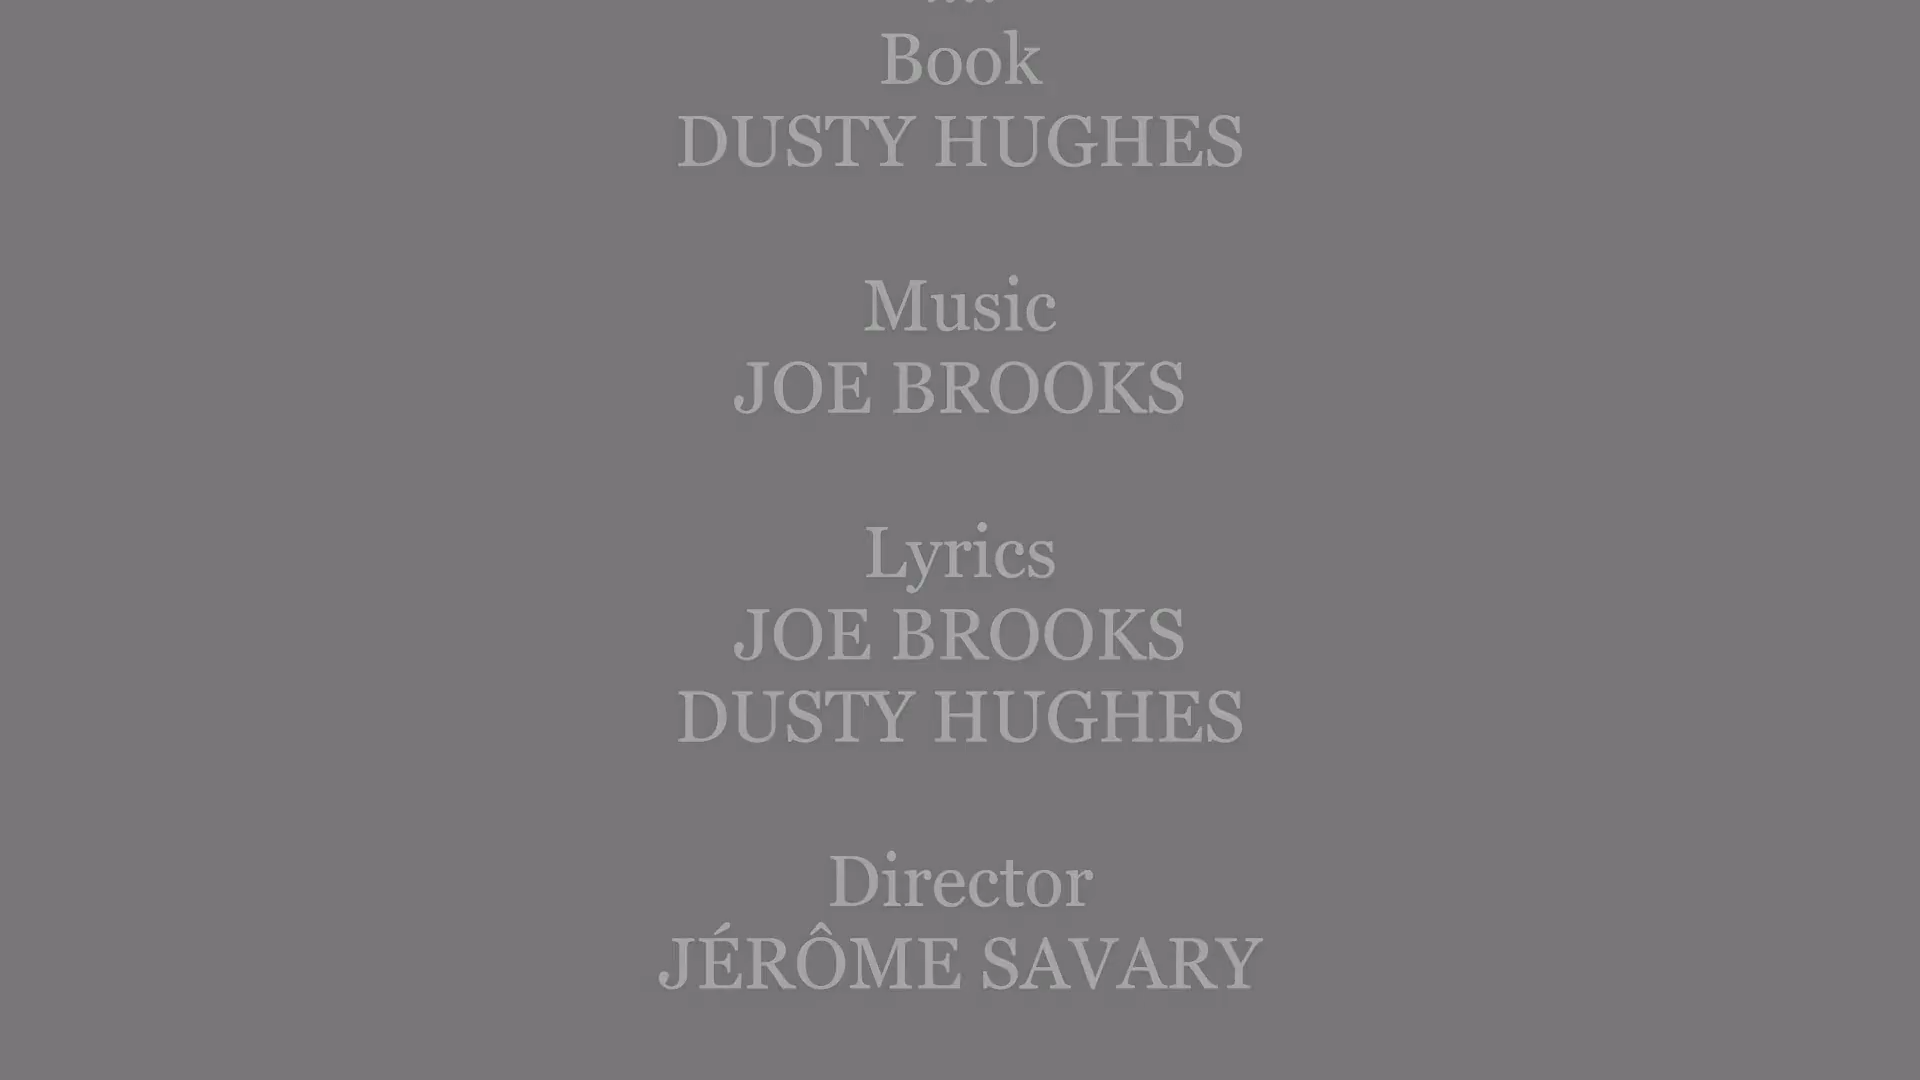 Book
DUSTY HUGHES
Music
JOE BROOKS
Lyrics
JOE BROOKS
DUSTY HUGHES
Director
JÉRÔME SAVARY